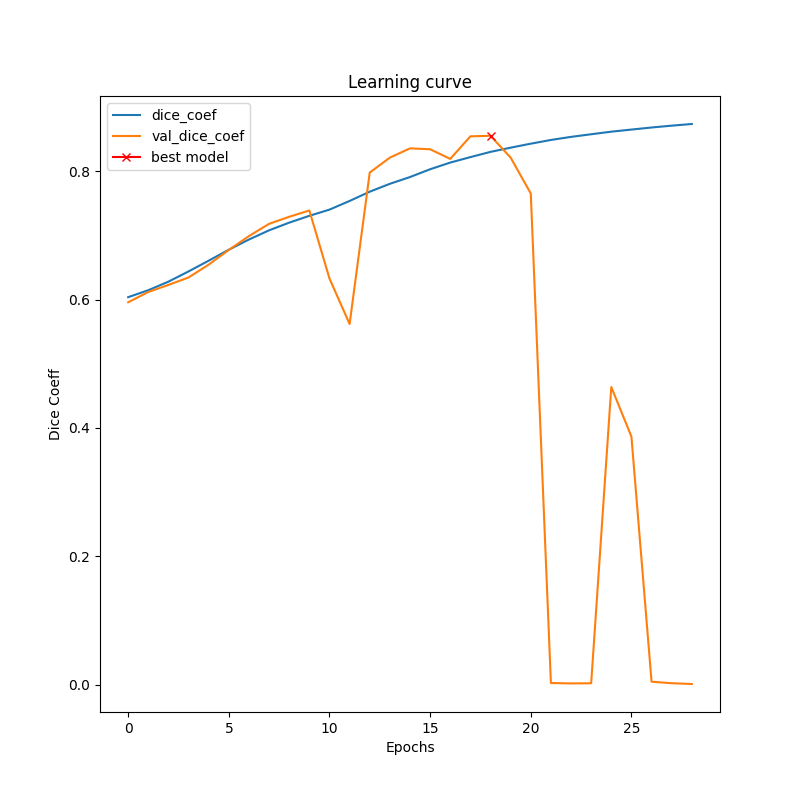 Learning curve
dice_coef
val_dice_coef
best model
Dice Coeff
0.8
0.6
0.4
0.2
0.0
0 5 10 15 20 25
Epochs